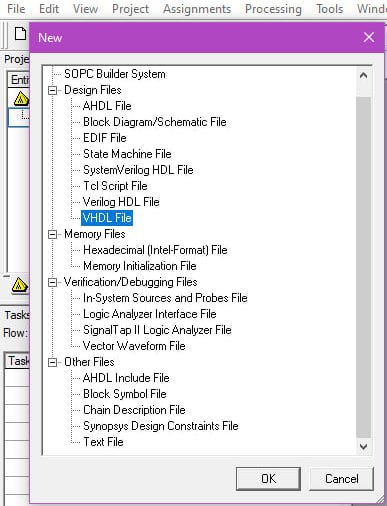 File View Project Assignments Processing Tools
New
Entit
SOPC Builder System
Design Files
AHDL File
Block Diagram/Schematic File
EDIF File
State Machine File
SystemVerilog HDL File
Tcl Script File
Verilog HDL File
VHDL File
Memory Files
Hexadecimal (Intel-Format) File
Memory Initialization File
Verification/Debugging Files
In-System Sources and Probes File
Logic Analyzer Interface File
SignalTap II Logic Analyzer File
Vector Waveform File
Tasks
Flow:
Task
Other Files
AHDL Include File
Block Symbol File
Chain Description File
Synopsys Design Constraints File
Text File
OK Cancel